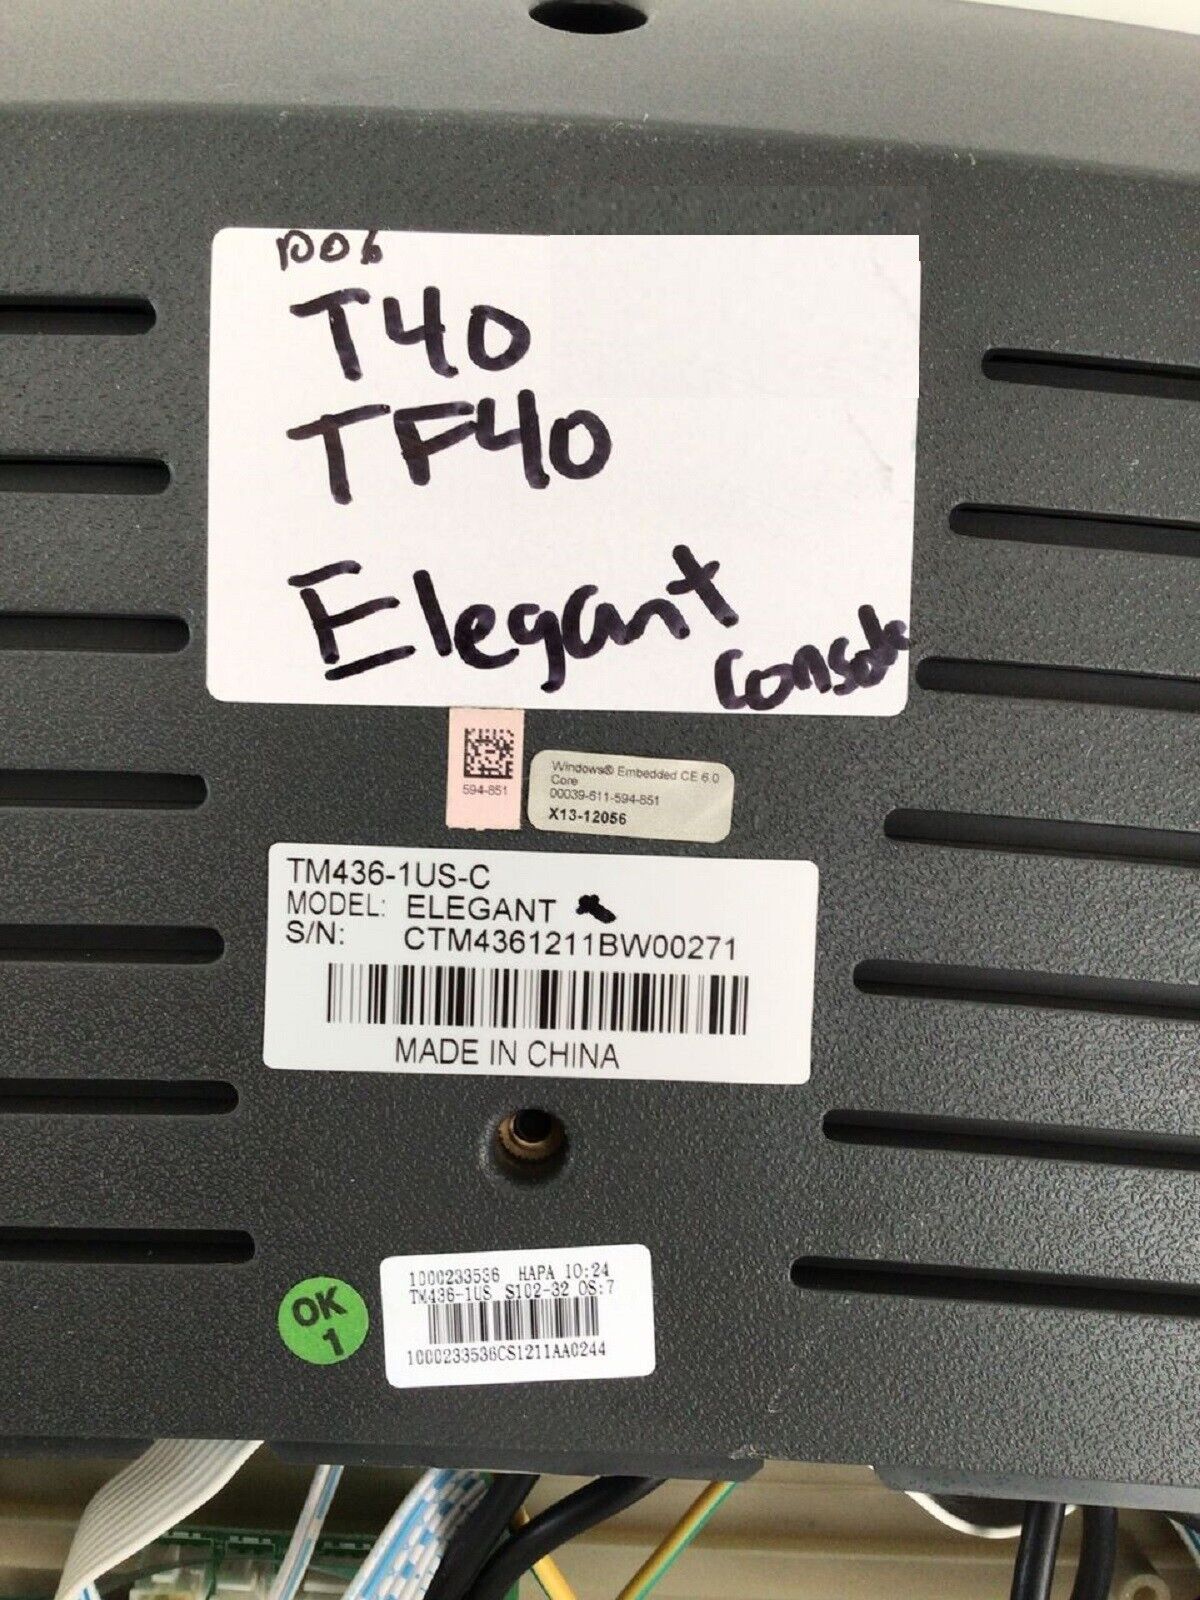 D06
T40
TF40
Elegant
Console
594-851
Windows® Embedded CE 6.0
Core
00039-611-594-851
X13-12056
TM436-1US-C
MODEL: ELEGANT
S/N: CTM4361211BW00271
MADE IN CHINA
OK
1
1000233536 HAPA 10:24
TM436-1US S102-32 OS:7
1000233536CS1211AA0244